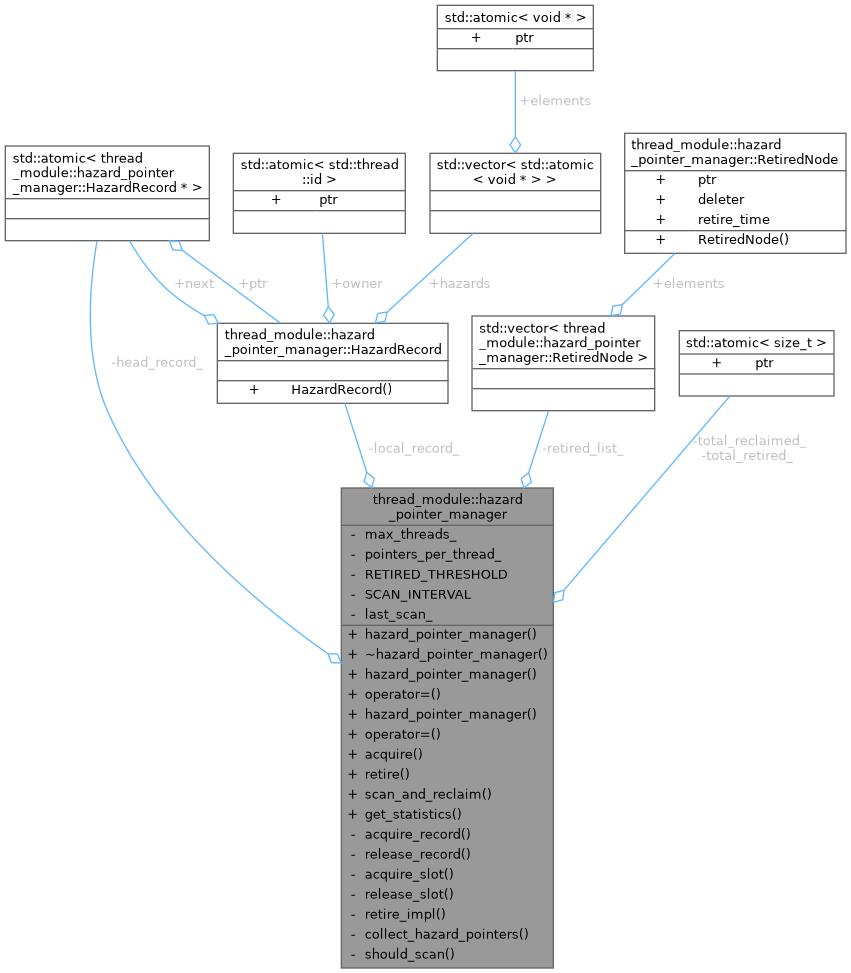 std::atomic< void * >
+ ptr
+elements
std::atomic< thread
_module::hazard_pointer
_manager::HazardRecord * >
std::atomic< std::thread
::id >
+ ptr
std::vector< std::atomic
< void * > >
thread_module::hazard
_pointer_manager::RetiredNode
+ ptr
+ deleter
+ retire_time
+ RetiredNode()
+next
+ptr
+owner
+hazards
+elements
thread_module::hazard
_pointer_manager::HazardRecord
+ HazardRecord()
std::vector< thread
_module::hazard_pointer
_manager::RetiredNode >
std::atomic< size_t >
+ ptr
-head_record_
-local_record_
-retired_list_
-total_reclaimed_
-total_retired_
thread_module::hazard
_pointer_manager
- max_threads_
- pointers_per_thread_
- RETIRED_THRESHOLD
- SCAN_INTERVAL
- last_scan_
+ hazard_pointer_manager()
+ ~hazard_pointer_manager()
+ hazard_pointer_manager()
+ operator=()
+ hazard_pointer_manager()
+ operator=()
+ acquire()
+ retire()
+ scan_and_reclaim()
+ get_statistics()
- acquire_record()
- release_record()
- acquire_slot()
- release_slot()
- retire_impl()
- collect_hazard_pointers()
- should_scan()